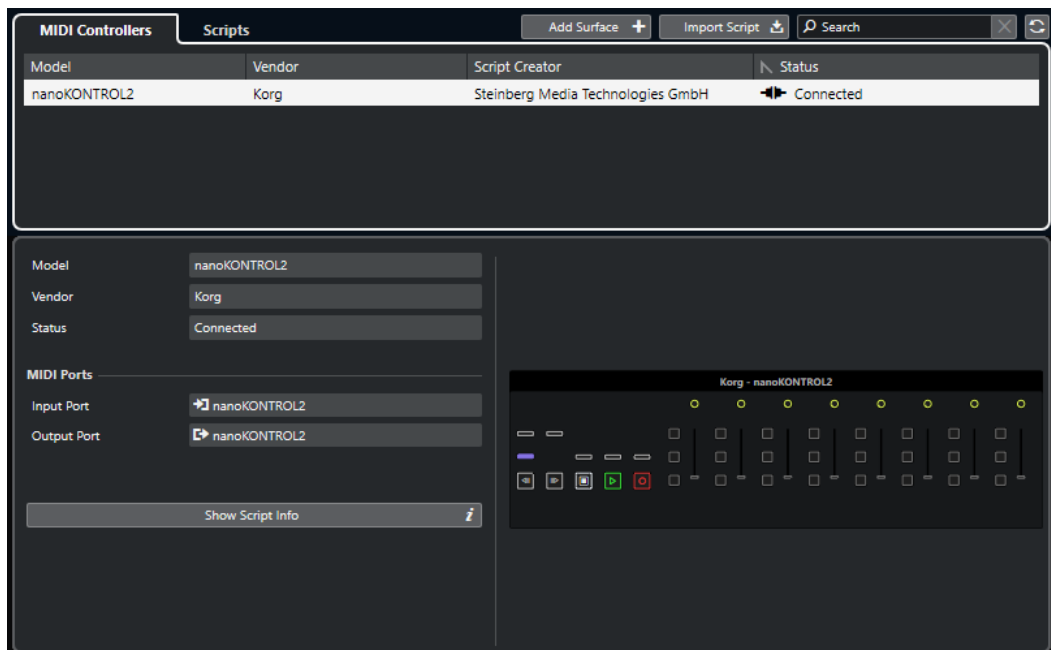 MIDI Controllers
Scripts
Add Surface
Import Script
Search
Model Vendor Script Creator Status
nanoKONTROL2 Korg Steinberg Media Technologies GmbH Connected
Model nanoKONTROL2
Vendor Korg
Status Connected
MIDI Ports
Input Port nanoKONTROL2
Output Port nanoKONTROL2
Show Script Info i
Korg - nanoKONTROL2